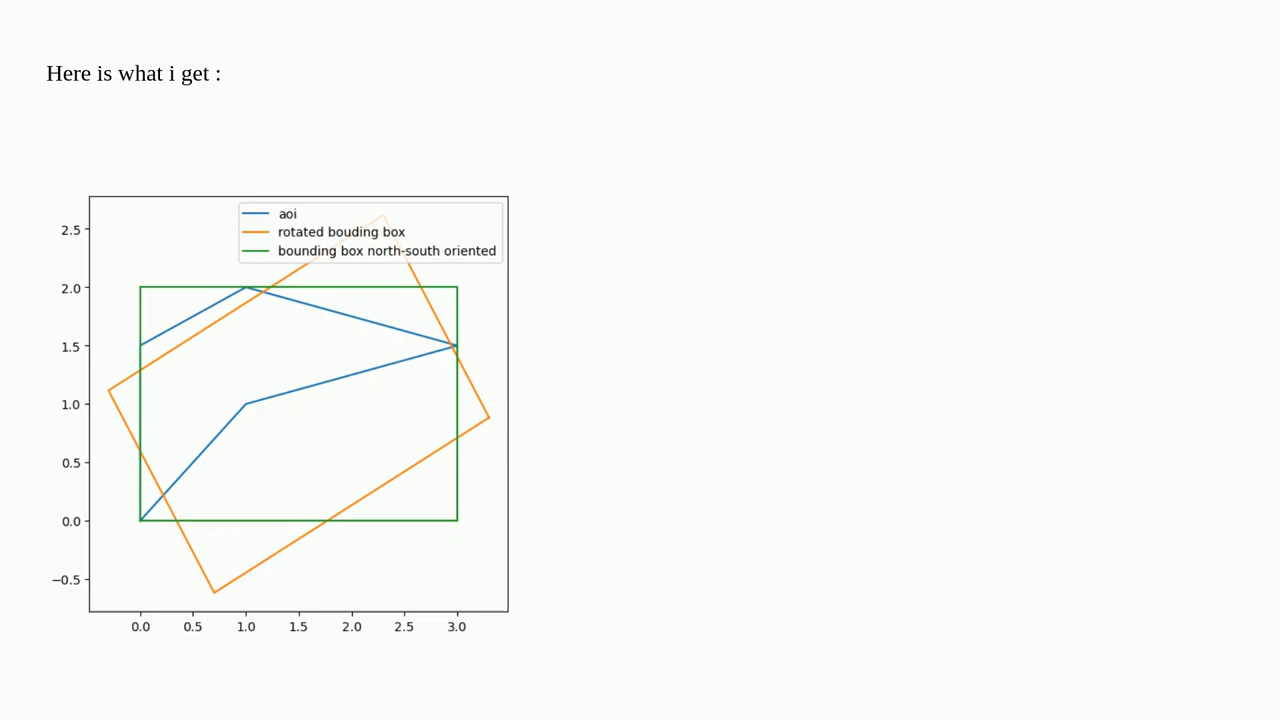 Here is what i get :
aoi
rotated bouding box
bounding box north-south oriented
2.5
2.0
1.5
1.0
0.5
0.0
−0.5
0.0 0.5 1.0 1.5 2.0 2.5 3.0